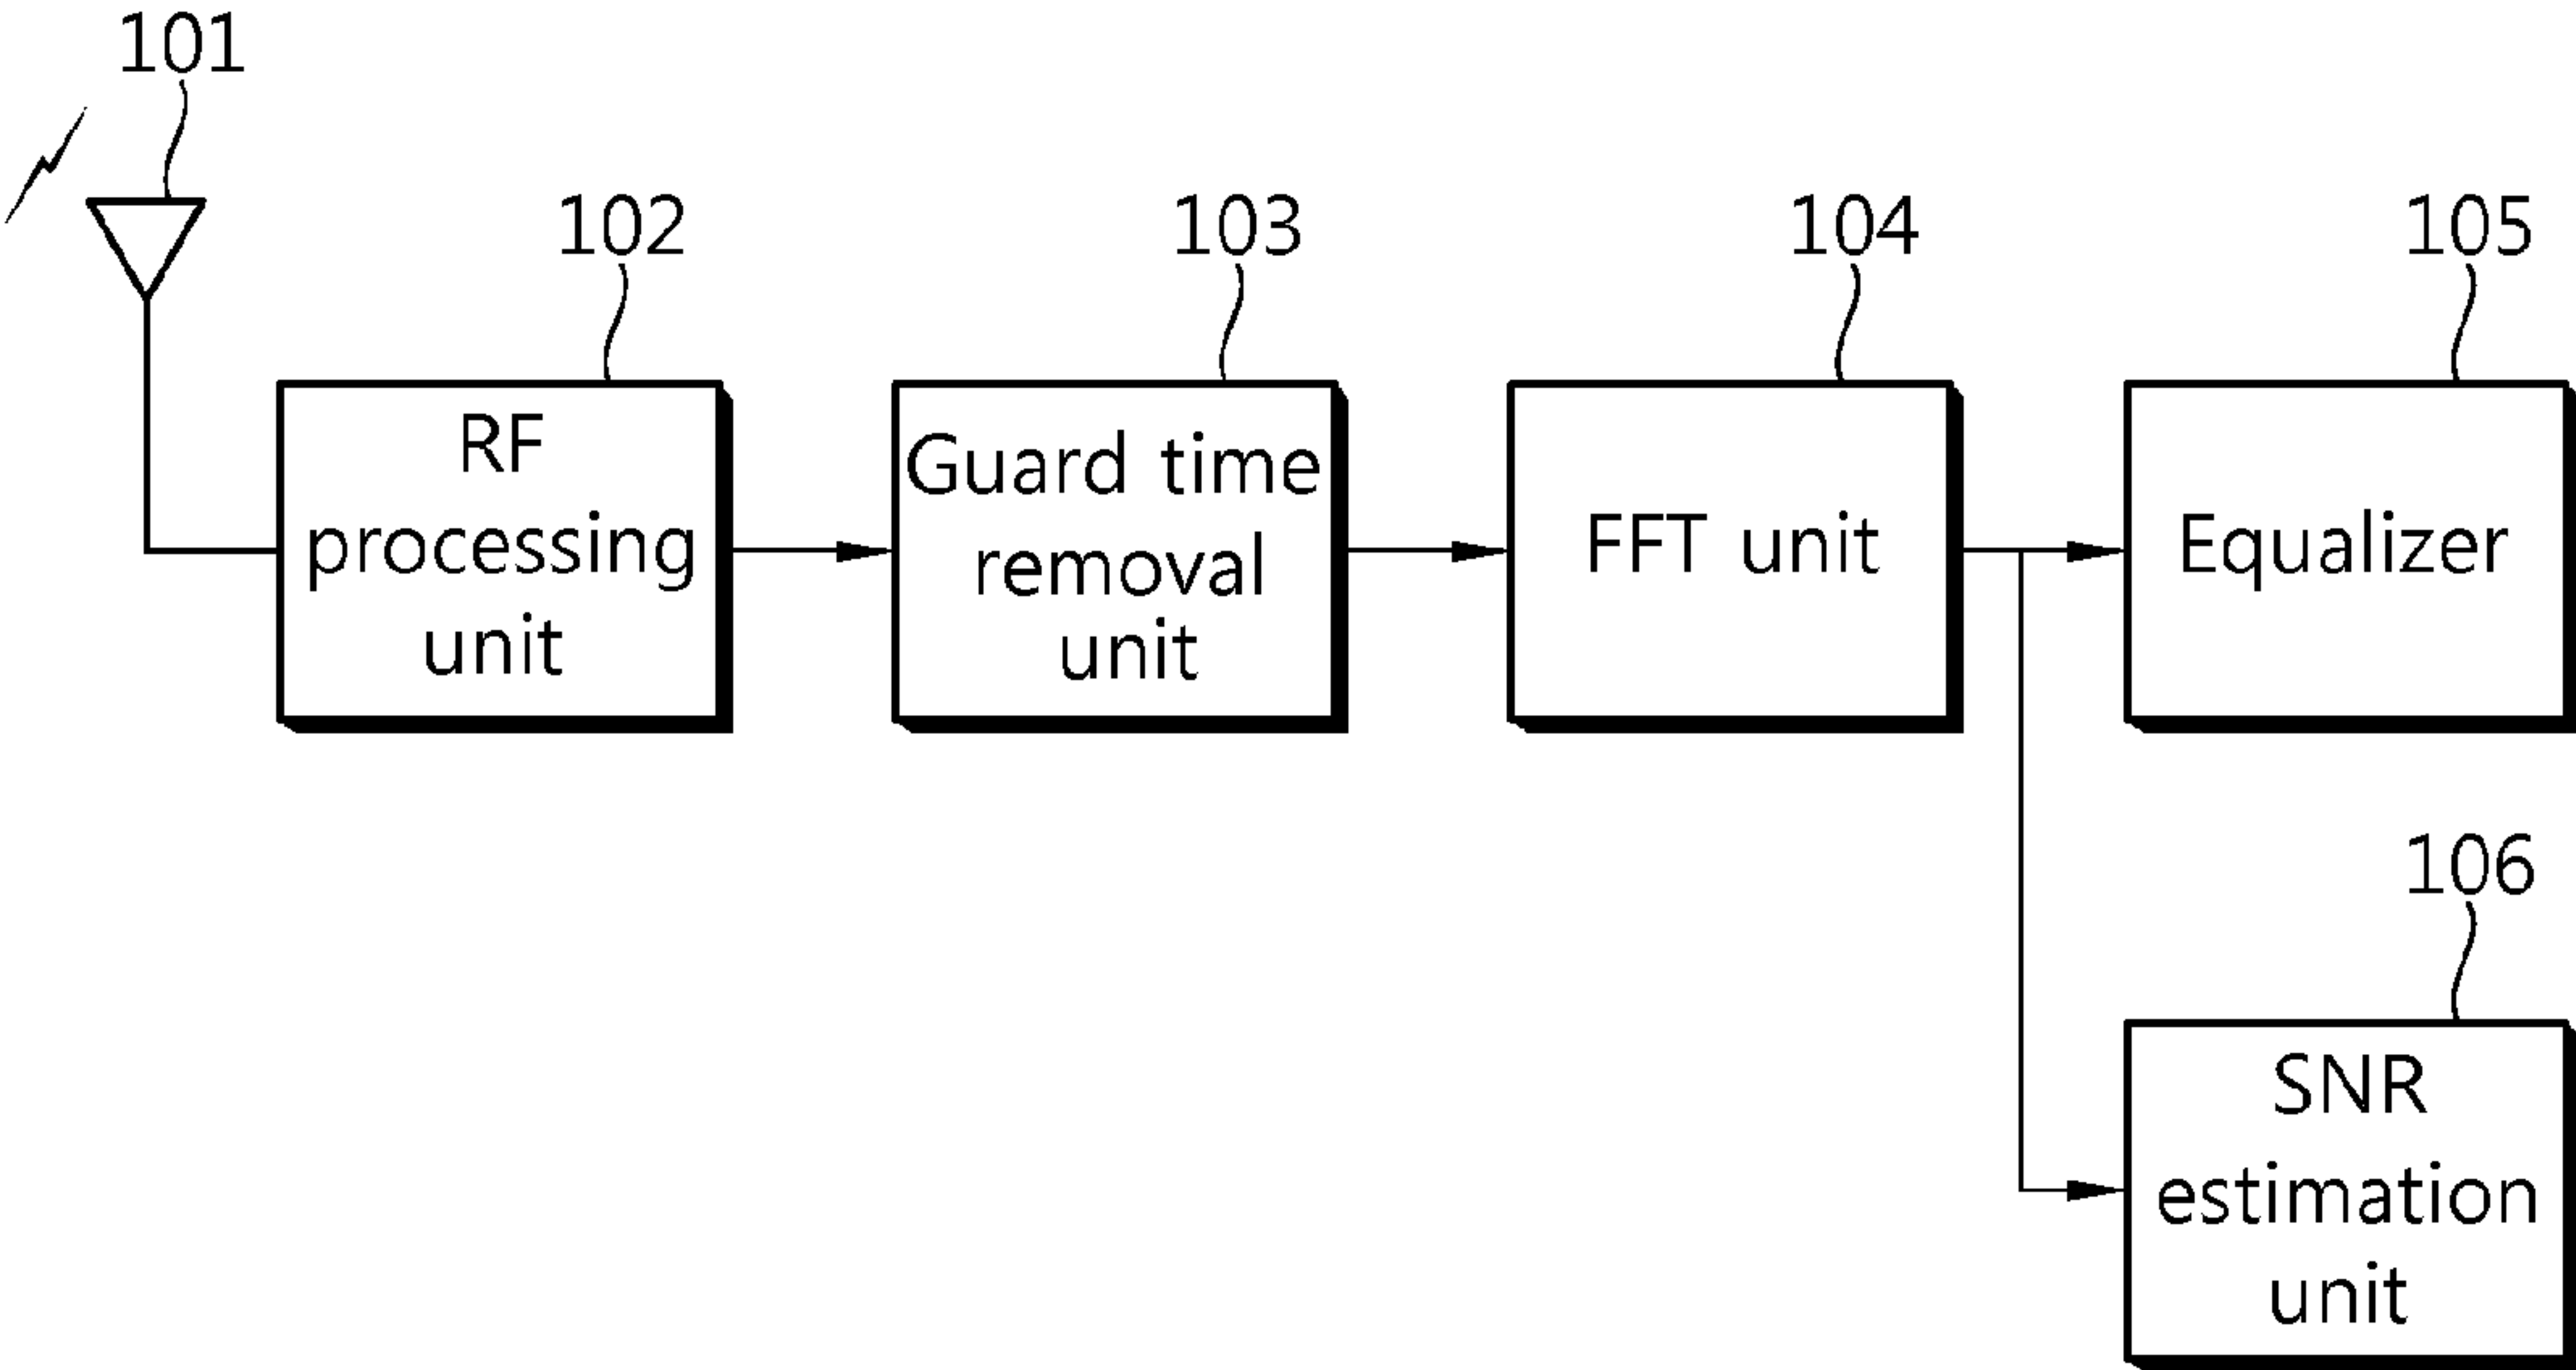 101
102
103
104
105
RF
processing
unit
Guard time
removal
unit
FFT unit
Equalizer
106
SNR
estimation
unit